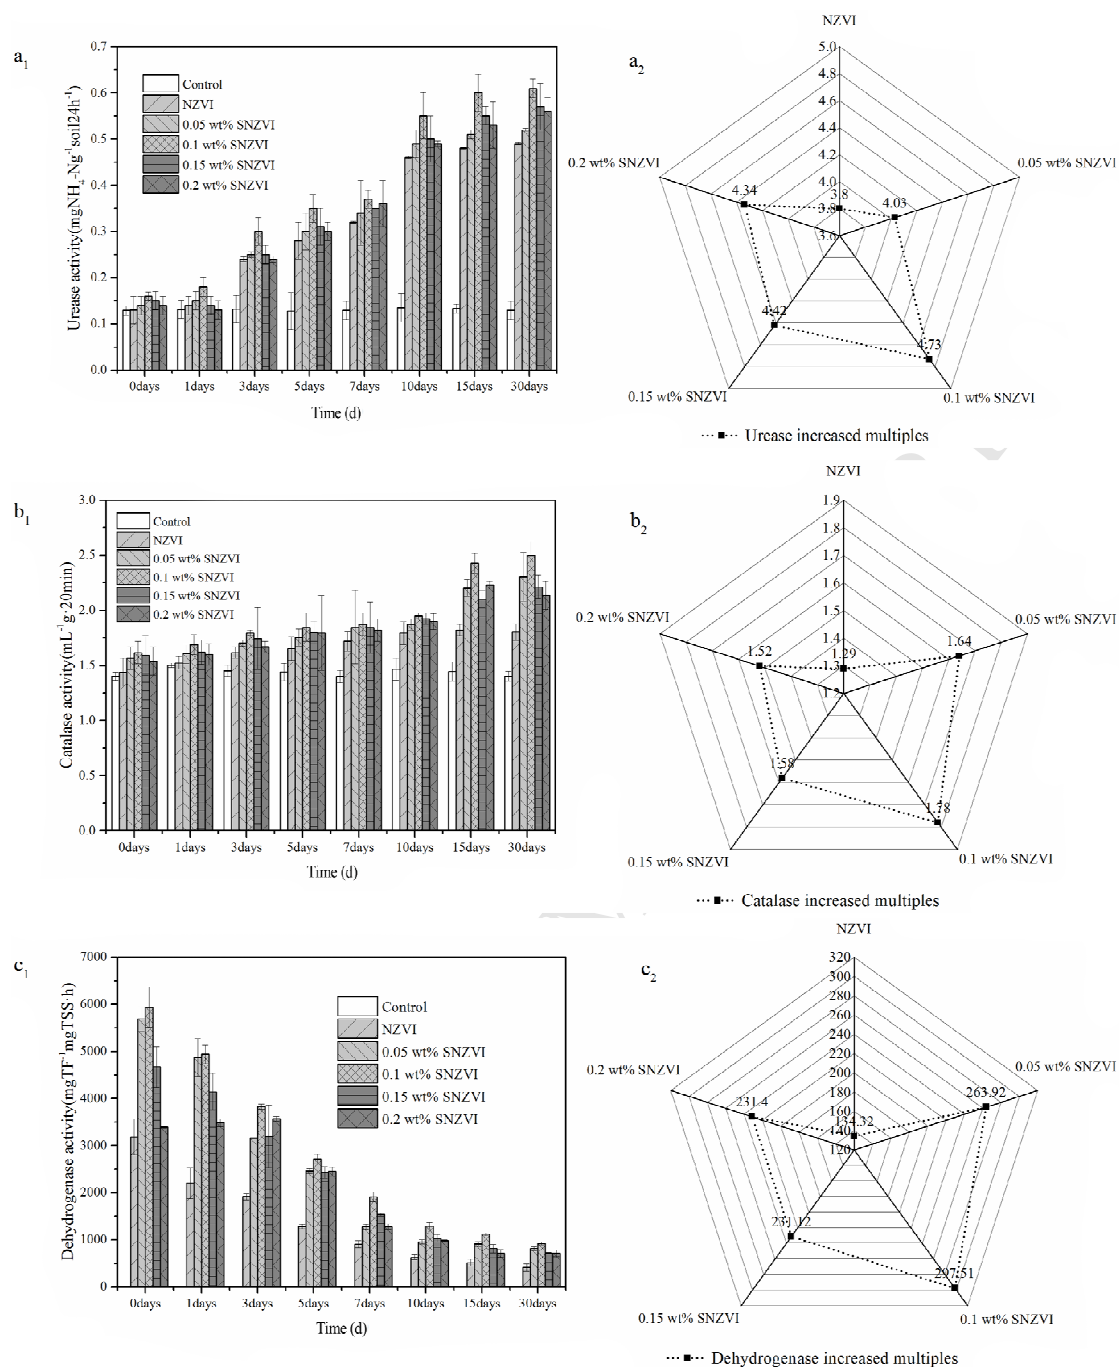 a1
Urease activity(mgNH4-Ng-1soil24h-1)
0.7
0.6
0.5
0.4
0.3
0.2
0.1
0.0
Control
NZVI
0.05 wt% SNZVI
0.1 wt% SNZVI
0.15 wt% SNZVI
0.2 wt% SNZVI
0days 1days 3days 5days 7days 10days 15days 30days
Time (d)
a2
NZVI
5.0
4.8
4.6
4.4
4.2
4.0
3.8
3.6
0.2 wt% SNZVI
0.05 wt% SNZVI
4.34
3.8
4.03
4.42
4.73
0.15 wt% SNZVI
0.1 wt% SNZVI
Urease increased multiples
b1
Catalase activity(mL-1g·20min)
3.0
2.5
2.0
1.5
1.0
0.5
0.0
Control
NZVI
0.05 wt% SNZVI
0.1 wt% SNZVI
0.15 wt% SNZVI
0.2 wt% SNZVI
0days 1days 3days 5days 7days 10days 15days 30days
Time (d)
b2
NZVI
1.9
1.8
1.7
1.6
1.5
1.4
1.3
1.2
0.2 wt% SNZVI
0.05 wt% SNZVI
1.52
1.29
1.64
1.58
1.78
0.15 wt% SNZVI
0.1 wt% SNZVI
Catalase increased multiples
c1
Dehydrogenase activity(mgTF-1mgTSS·h)
7000
6000
5000
4000
3000
2000
1000
0
Control
NZVI
0.05 wt% SNZVI
0.1 wt% SNZVI
0.15 wt% SNZVI
0.2 wt% SNZVI
0days 1days 3days 5days 7days 10days 15days 30days
Time (d)
c2
NZVI
320
300
280
260
240
220
200
180
160
140
120
0.2 wt% SNZVI
0.05 wt% SNZVI
231.4
134.32
263.92
231.12
297.51
0.15 wt% SNZVI
0.1 wt% SNZVI
Dehydrogenase increased multiples